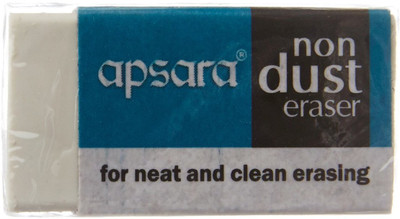 apsara®
non
dust
eraser
for neat and clean erasing